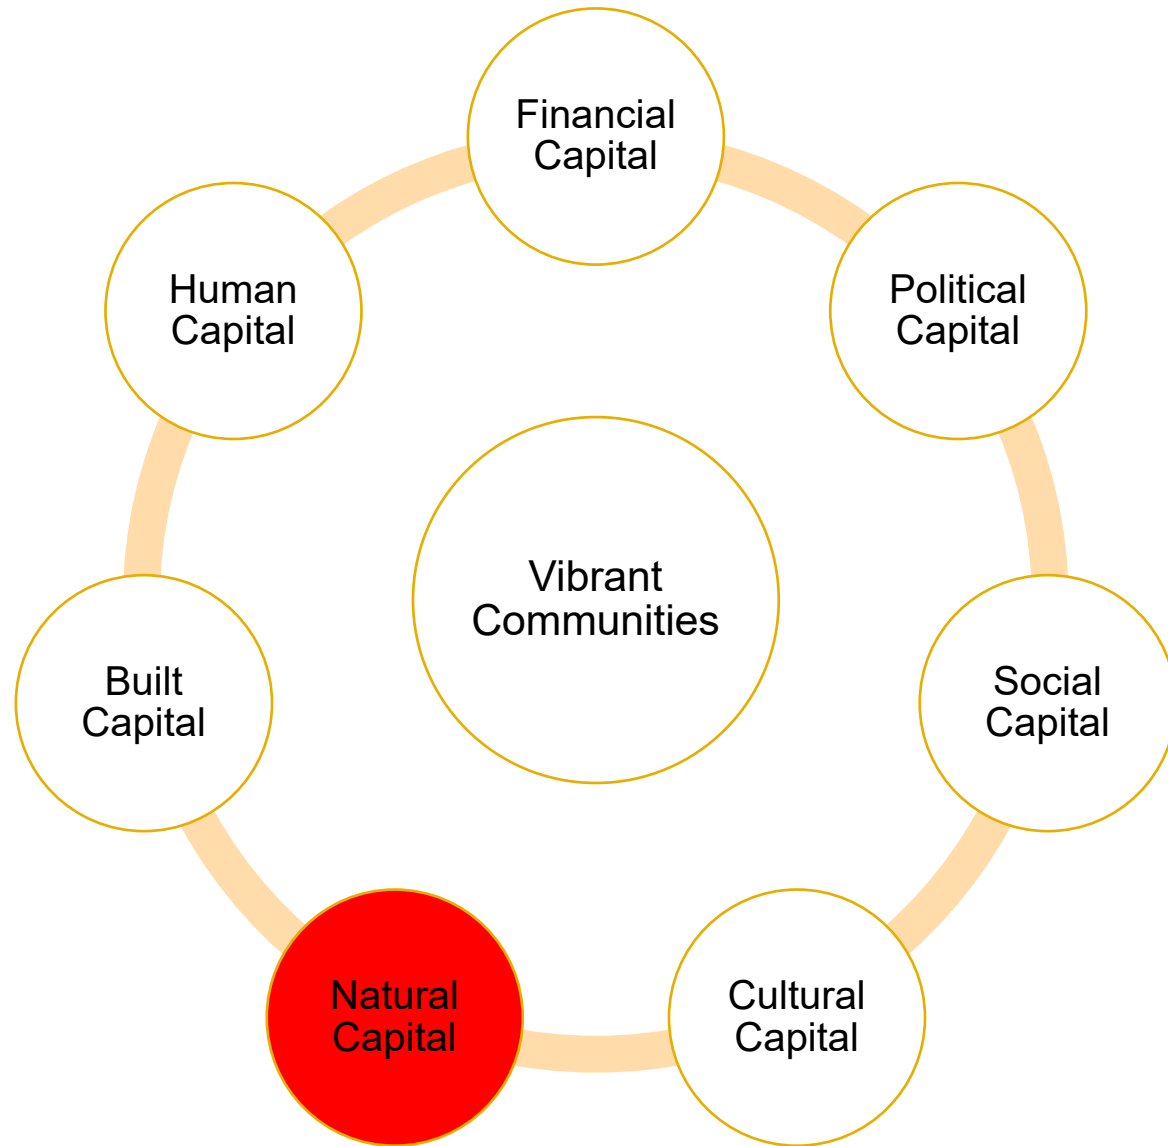 Financial
Capital
Human
Capital
Political
Capital
Vibrant
Communities
Built
Capital
Social
Capital
Natural
Capital
Cultural
Capital